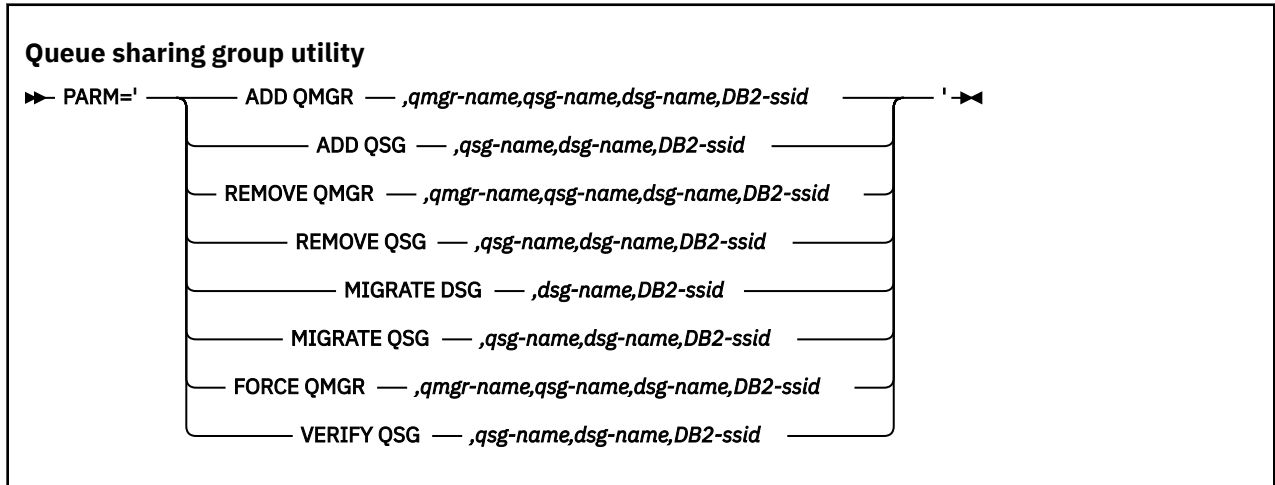 Queue sharing group utility
PARM=' ADD QMGR ,qmgr-name,qsg-name,dsg-name,DB2-ssid '
ADD QSG ,qsg-name,dsg-name,DB2-ssid
REMOVE QMGR ,qmgr-name,qsg-name,dsg-name,DB2-ssid
REMOVE QSG ,qsg-name,dsg-name,DB2-ssid
MIGRATE DSG ,dsg-name,DB2-ssid
MIGRATE QSG ,qsg-name,dsg-name,DB2-ssid
FORCE QMGR ,qmgr-name,qsg-name,dsg-name,DB2-ssid
VERIFY QSG ,qsg-name,dsg-name,DB2-ssid